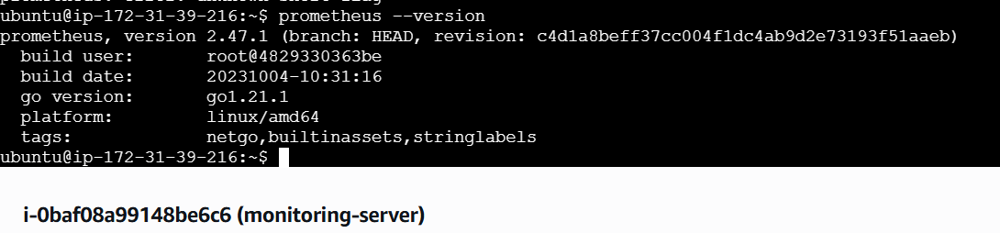 ubuntu@ip-172-31-39-216:~$ prometheus --version
prometheus, version 2.47.1 (branch: HEAD, revision: c4d1a8beff37cc004f1dc4ab9d2e73193f51aaeb)
  build user:       root@4829330363be
  build date:       20231004-10:31:16
  go version:       go1.21.1
  platform:         linux/amd64
  tags:             netgo,builtinassets,stringlabels
ubuntu@ip-172-31-39-216:~$
i-0baf08a99148be6c6 (monitoring-server)